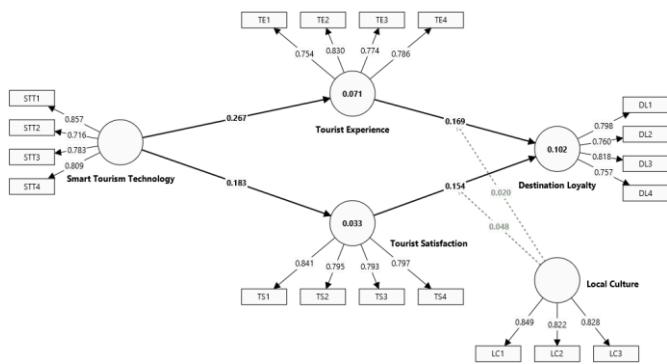 TE1 TE2 TE3 TE4
0.754 0.830 0.774 0.786
0.071
Tourist Experience
STT1
STT2
STT3
STT4
0.857
0.716
0.783
0.809
Smart Tourism Technology
0.267
0.183
0.169
0.154
0.020
0.048
0.102
Destination Loyalty
DL1
DL2
DL3
DL4
0.798
0.760
0.818
0.757
0.033
Tourist Satisfaction
0.841 0.795 0.793 0.797
TS1 TS2 TS3 TS4
Local Culture
0.849 0.822 0.828
LC1 LC2 LC3